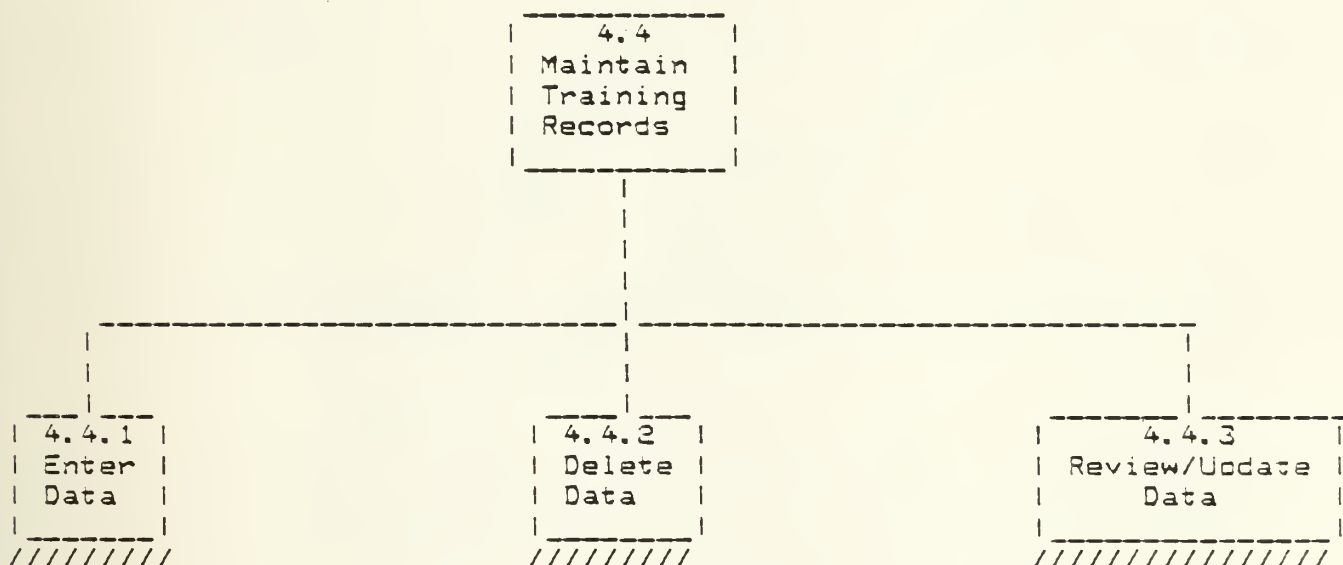 4.4
Maintain
Training
Records
4.4.1
Enter
Data
4.4.2
Delete
Data
4.4.3
Review/Update
Data